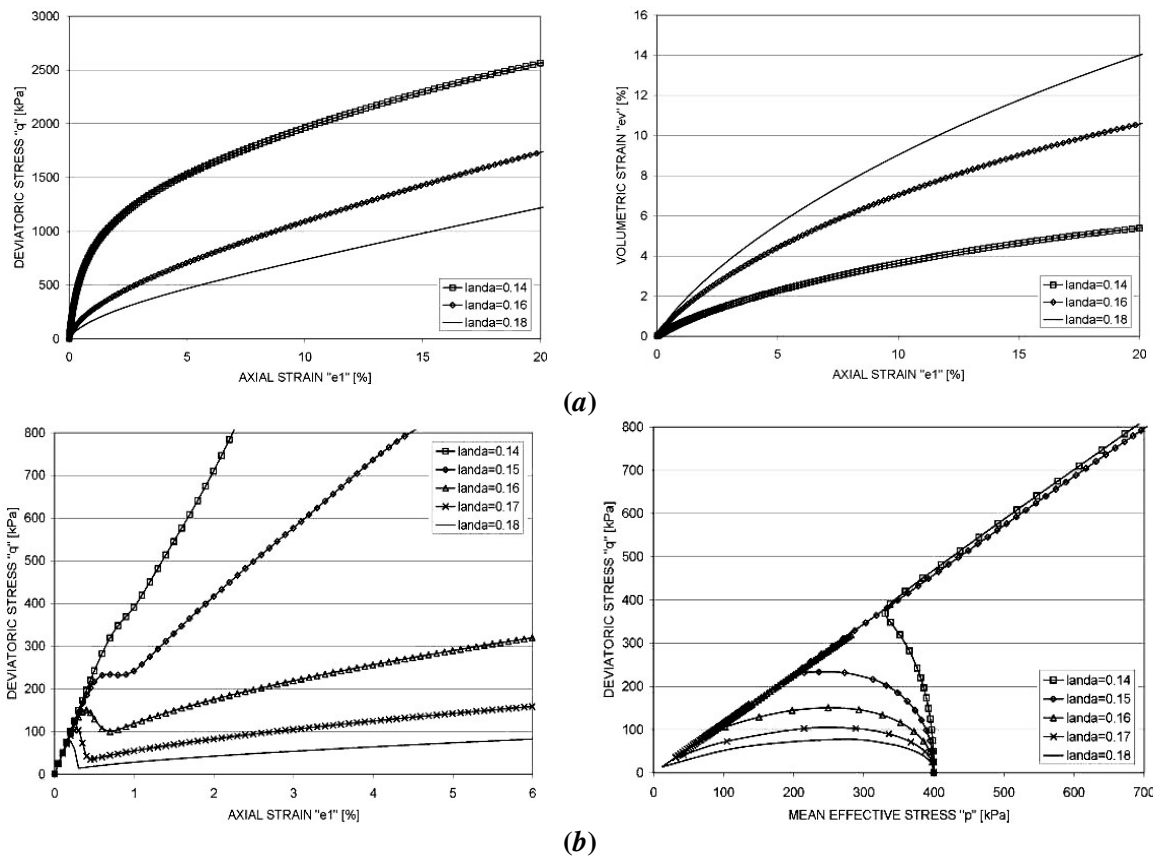 DEVIATORIC STRESS "q" [kPa]
3000
2500
2000
1500
1000
500
0
0 5 10 15 20
AXIAL STRAIN "e1" [%]
landa=0.14
landa=0.16
landa=0.18
VOLUMETRIC STRAIN "ev" [%]
16
14
12
10
8
6
4
2
0
0 5 10 15 20
AXIAL STRAIN "e1" [%]
landa=0.14
landa=0.16
landa=0.18
(a)
DEVIATORIC STRESS "q" [kPa]
800
700
600
500
400
300
200
100
0
0 1 2 3 4 5 6
AXIAL STRAIN "e1" [%]
landa=0.14
landa=0.15
landa=0.16
landa=0.17
landa=0.18
DEVIATORIC STRESS "q" [kPa]
800
700
600
500
400
300
200
100
0
0 100 200 300 400 500 600 700
MEAN EFFECTIVE STRESS "p" [kPa]
landa=0.14
landa=0.15
landa=0.16
landa=0.17
landa=0.18
(b)